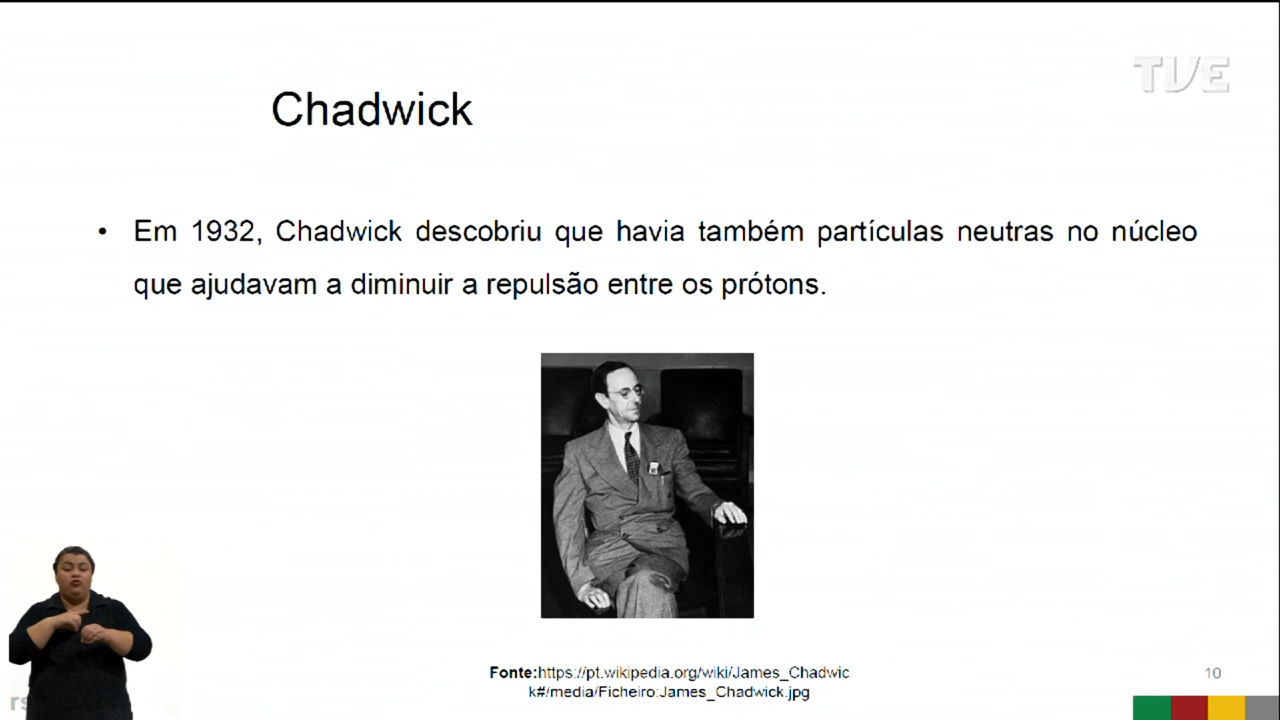 TVE
Chadwick
• Em 1932, Chadwick descobriu que havia também partículas neutras no núcleo
que ajudavam a diminuir a repulsão entre os prótons.
Fonte:https://pt.wikipedia.org/wiki/James_Chadwic
k#/media/Ficheiro:James_Chadwick.jpg
10